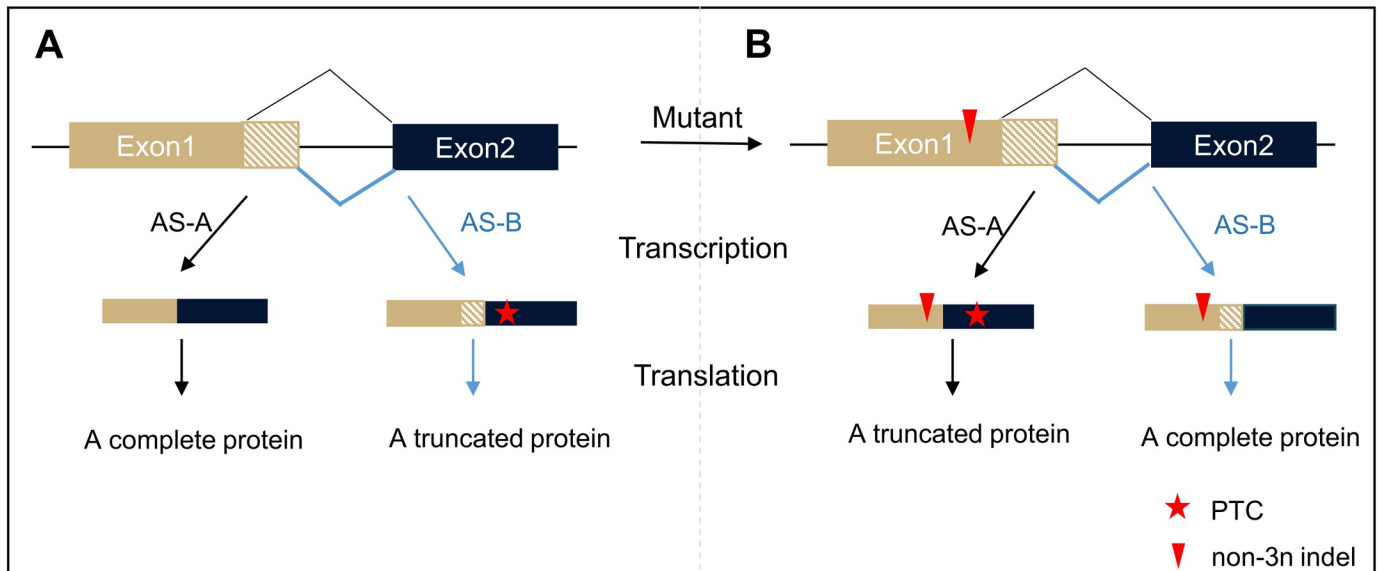 A
B
Exon1
Exon2
Mutant
Exon1
Exon2
AS-A
AS-B
Transcription
AS-A
AS-B
Translation
A complete protein
A truncated protein
A truncated protein
A complete protein
PTC
non-3n indel